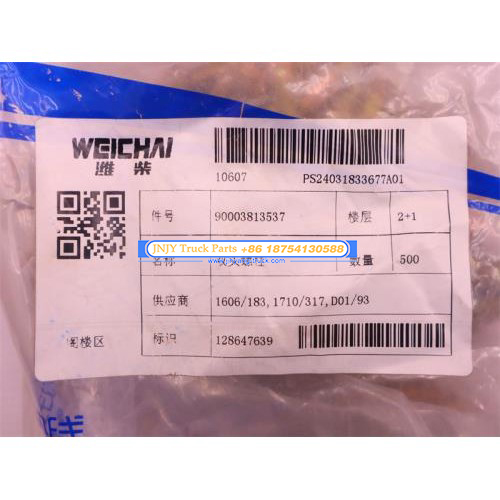 WEICHAI
潍柴
10607 PS24031833677A01
件号 90003813537 楼层 2+1
JNJY Truck Parts +86 18754130588
名称 数量 500
供应商 1606/183,1710/317,D01/93
阁楼区 标识 128647639